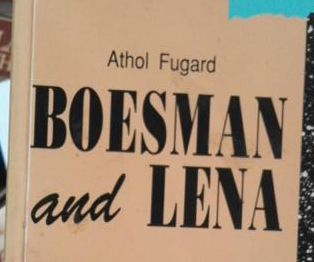 Athol Fugard
BOESMAN
and LENA